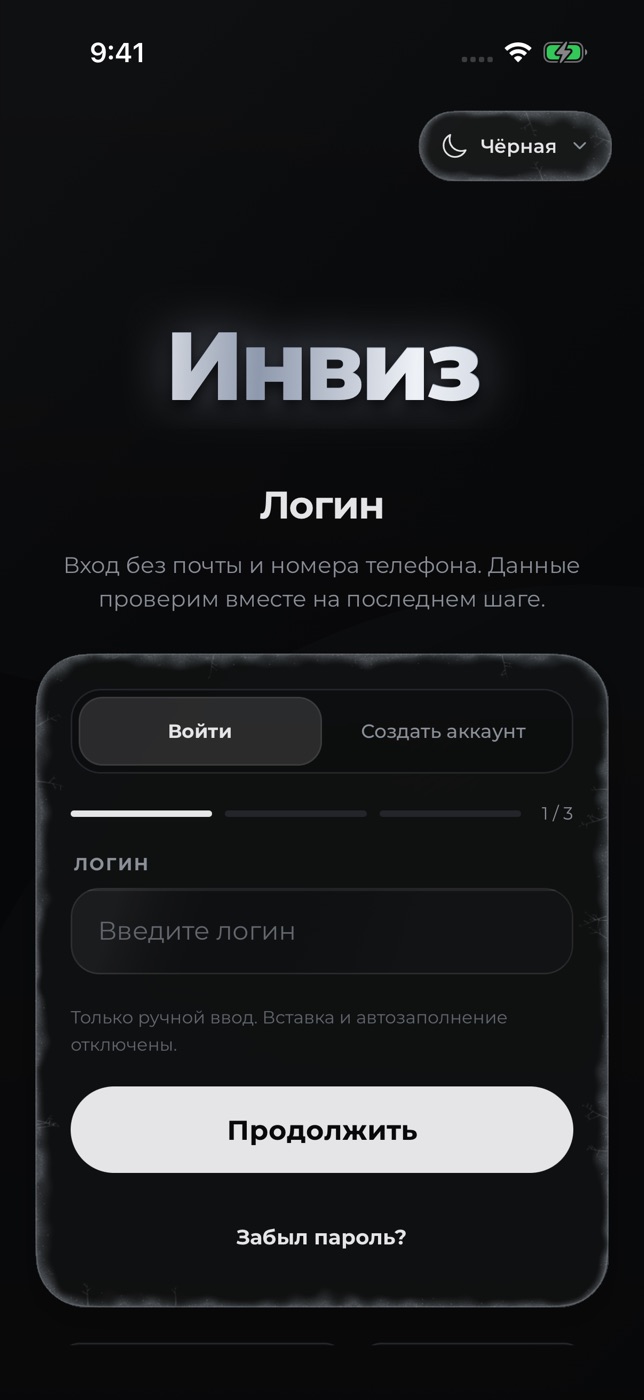 9:41
Чёрная
Инвиз
Логин
Вход без почты и номера телефона. Данные
проверим вместе на последнем шаге.
Войти
Создать аккаунт
1 / 3
ЛОГИН
Введите логин
Только ручной ввод. Вставка и автозаполнение
отключены.
Продолжить
Забыл пароль?